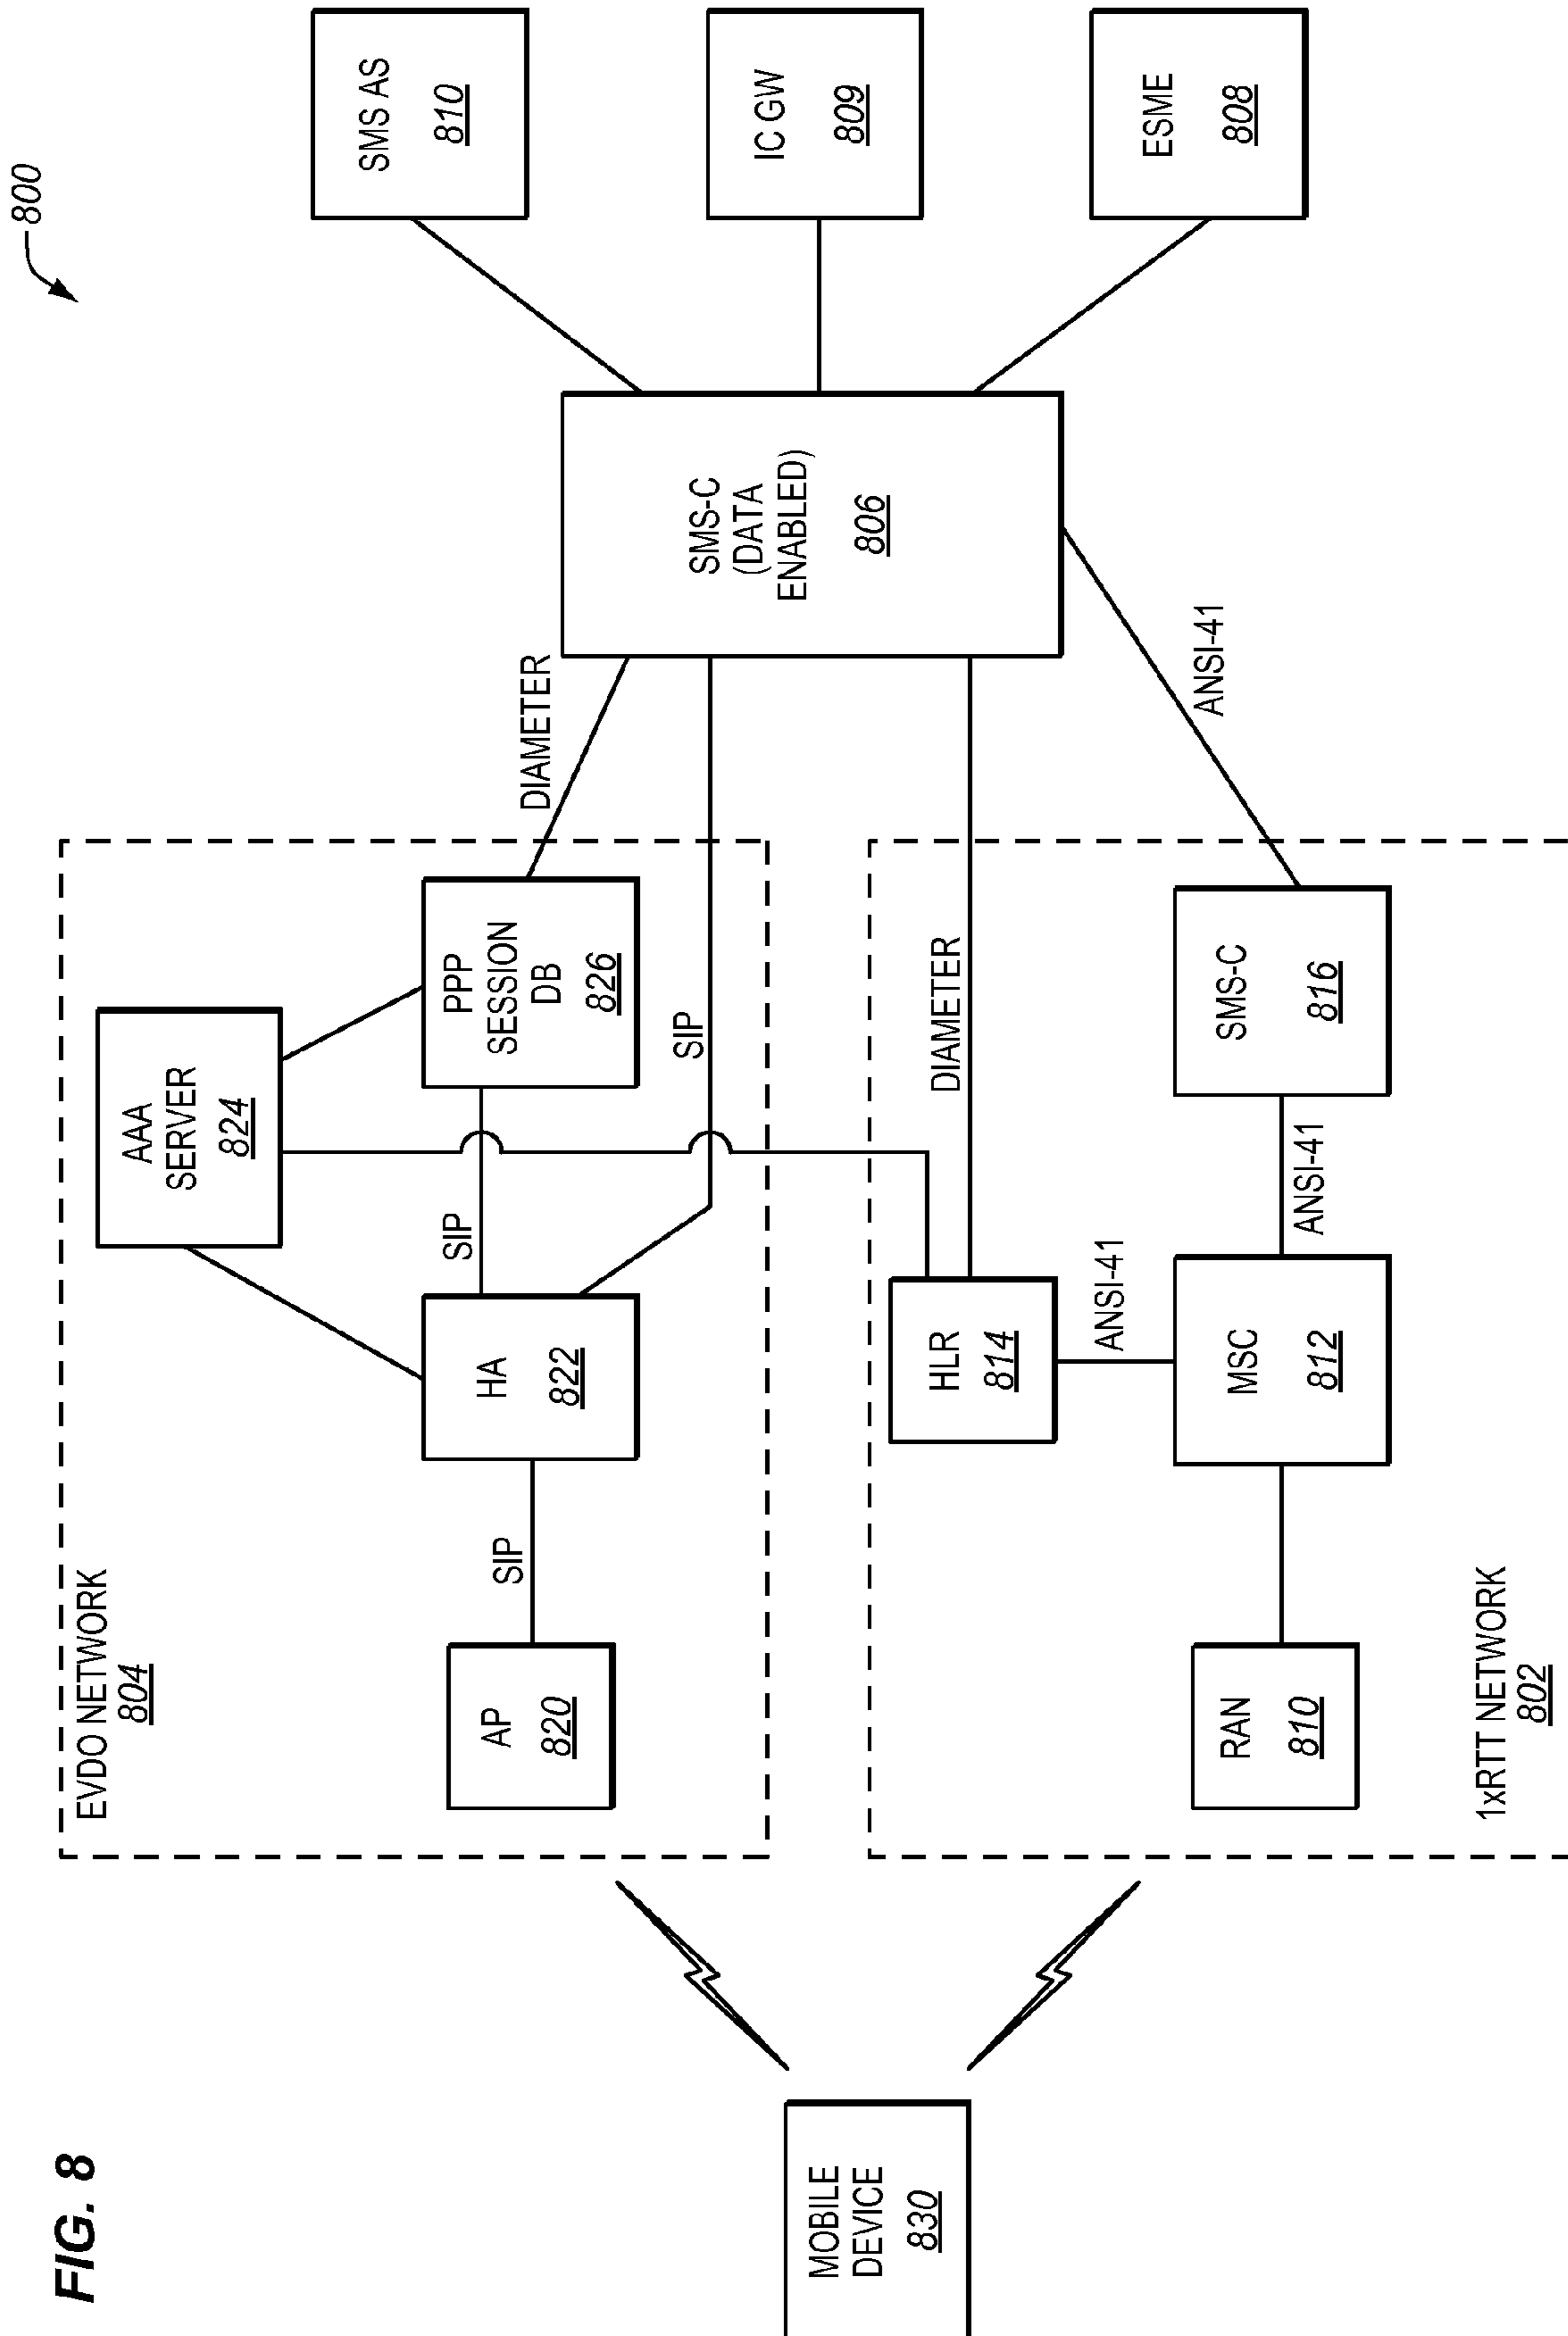 FIG. 8
800
EVDO NETWORK
804
AAA
SERVER
824
AP
820
SIP
HA
822
SIP
PPP
SESSION
DB
826
DIAMETER
SIP
MOBILE
DEVICE
830
SMS-C
(DATA
ENABLED)
806
SMS AS
810
IC GW
809
ESME
808
HLR
814
DIAMETER
ANSI-41
RAN
810
MSC
812
ANSI-41
SMS-C
816
ANSI-41
1xRTT NETWORK
802